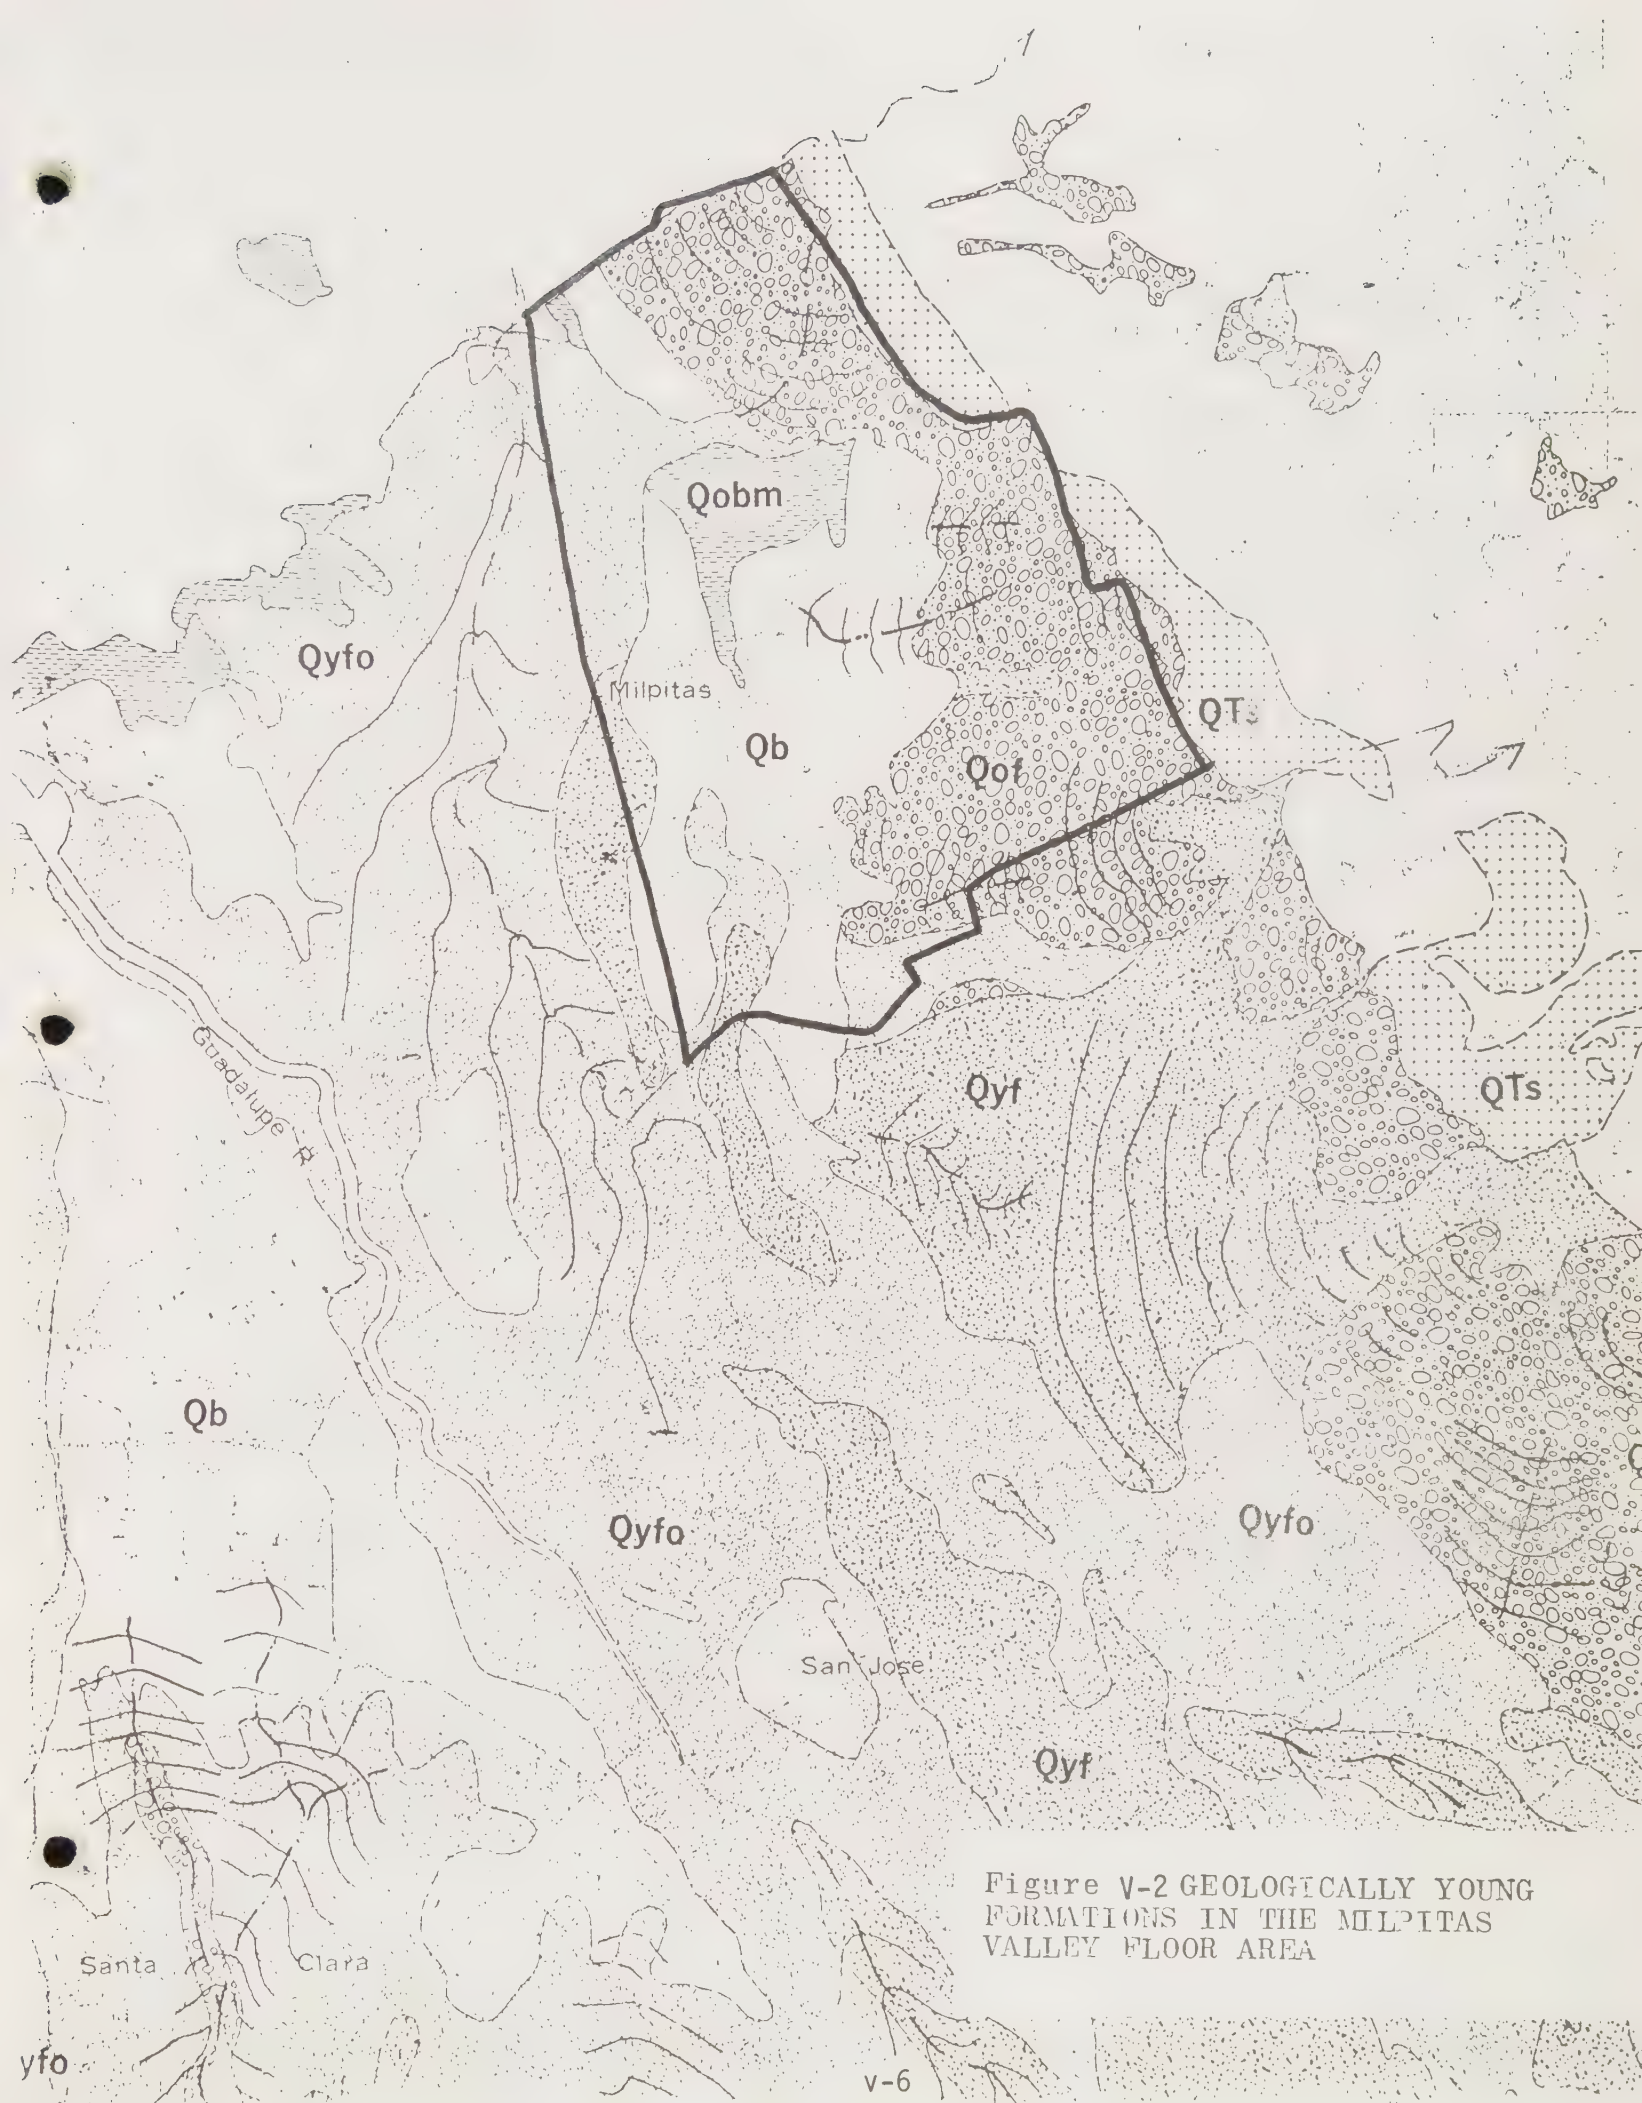 Qobm
Qyfo
Milpitas
QTs
Qb
Qof
Guadalupe R
Qyf
QTs
Qb
Qyfo
Qyfo
San Jose
Qyf
Figure V-2 GEOLOGICALLY YOUNG
FORMATIONS IN THE MILPITAS
VALLEY FLOOR AREA
Santa Clara
yfo
v-6